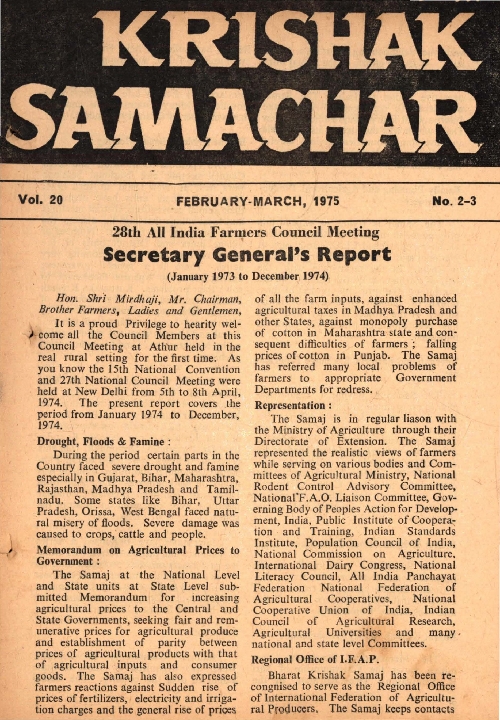 KRISHAK
SAMACHAR
Vol. 20
FEBRUARY-MARCH, 1975
No. 2-3
28th All India Farmers Council Meeting
Secretary General's Report
(January 1973 to December 1974)
Hon. Shri Mirdhaji, Mr. Chairman,
Brother Farmers, Ladies and Gentlemen,
It is a proud Privilege to hearity wel-
come all the Council Members at this
Council Meeting at Athur held in the
real rural setting for the first time. As
you know the 15th National Convention
and 27th National Council Meeting were
held at New Delhi from 5th to 8th April,
1974. The present report covers the
period from January 1974 to December,
1974.
Drought, Floods & Famine :
During the period certain parts in the
Country faced severe drought and famine
especially in Gujarat, Bihar, Maharashtra,
Rajasthan, Madhya Pradesh and Tamil-
nadu. Some states like Bihar, Uttar
Pradesh, Orissa, West Bengal faced natu-
ral misery of floods. Severe damage was
caused to crops, cattle and people.
Memorandum on Agricultural Prices to
Government :
The Samaj at the National Level
and State units at State Level sub-
mitted Memorandum for increasing
agricultural prices to the Central and
State Governments, seeking fair and rem-
unerative prices for agricultural produce
and establishment of parity between
prices of agricultural products with that
of agricultural inputs and consumer
goods. The Samaj has also expressed
farmers reactions against Sudden rise of
prices of fertilizers, electricity and irriga-
tion charges and the general rise of prices
of all the farm inputs, against enhanced
agricultural taxes in Madhya Pradesh and
other States, against monopoly purchase
of cotton in Maharashtra state and con-
sequent difficulties of farmers ; falling
prices of cotton in Punjab. The Samaj
has referred many local problems of
farmers to appropriate Government
Departments for redress.
Representation :
The Samaj is in regular liason with
the Ministry of Agriculture through their
Directorate of Extension. The Samaj
represented the realistic views of farmers
while serving on various bodies and Com-
mittees of Agricultural Ministry, National
Rodent Control Advisory Committee,
National F.A.O. Liaison Committee, Gov-
erning Body of Peoples Action for Develop-
ment, India, Public Institute of Coopera-
tion and Training, Indian Standards
Institute, Population Council of India,
National Commission on Agriculture,
International Dairy Congress, National
Literacy Council, All India Panchayat
Federation National Federation of
Agricultural Cooperatives, National
Cooperative Union of India, Indian
Council of Agricultural Research,
Agricultural Universities and many
national and state level Committees.
Regional Office of I.F.A.P.
Bharat Krishak Samaj has been re-
congnised to serve as the Regional Office
of International Federation of Agricultu-
ral Producers. The Samaj keeps contacts